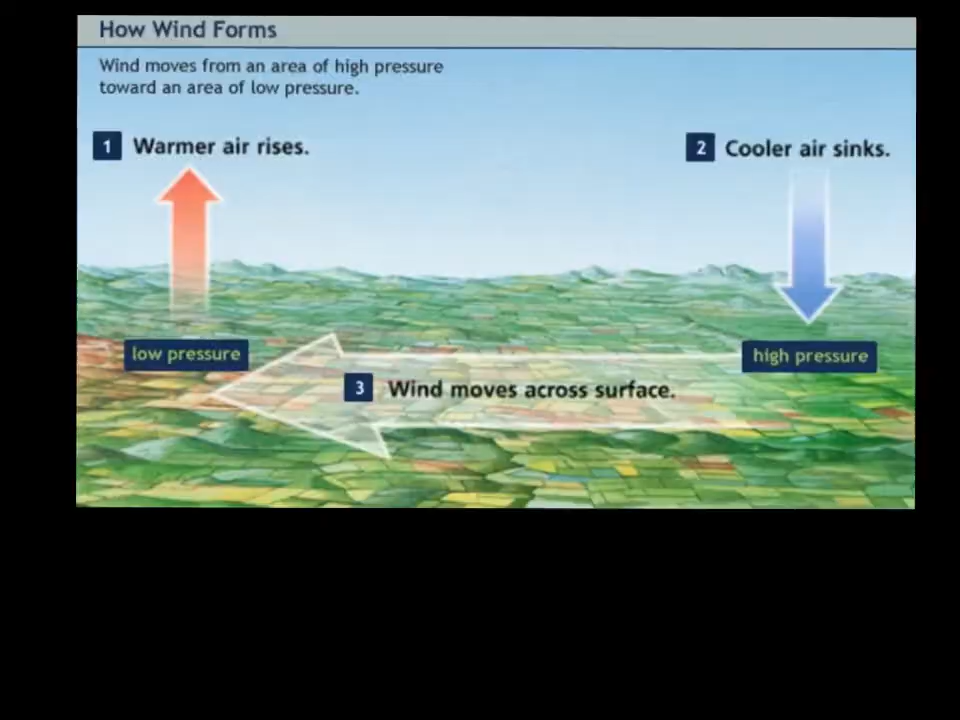 How Wind Forms
Wind moves from an area of high pressure
toward an area of low pressure.
1 Warmer air rises.
2 Cooler air sinks.
low pressure
high pressure
3 Wind moves across surface.